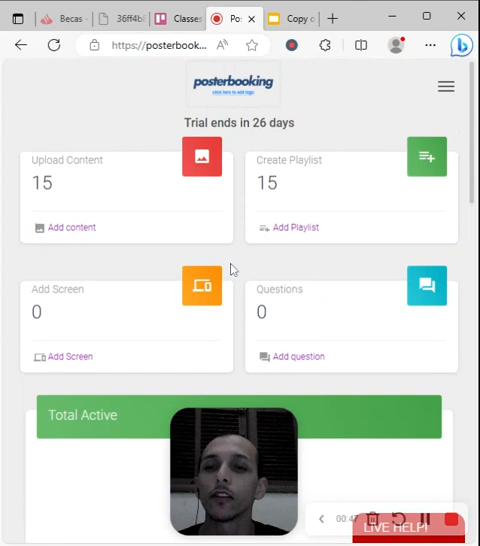 Becas
36ff4b
Classes
Po
Copy o
https://posterbook...
posterbooking
click here to add logo
Trial ends in 26 days
Upload Content
15
Add content
Create Playlist
15
Add Playlist
Add Screen
0
Add Screen
Questions
0
Add question
Total Active
00:47
LIVE HELP!